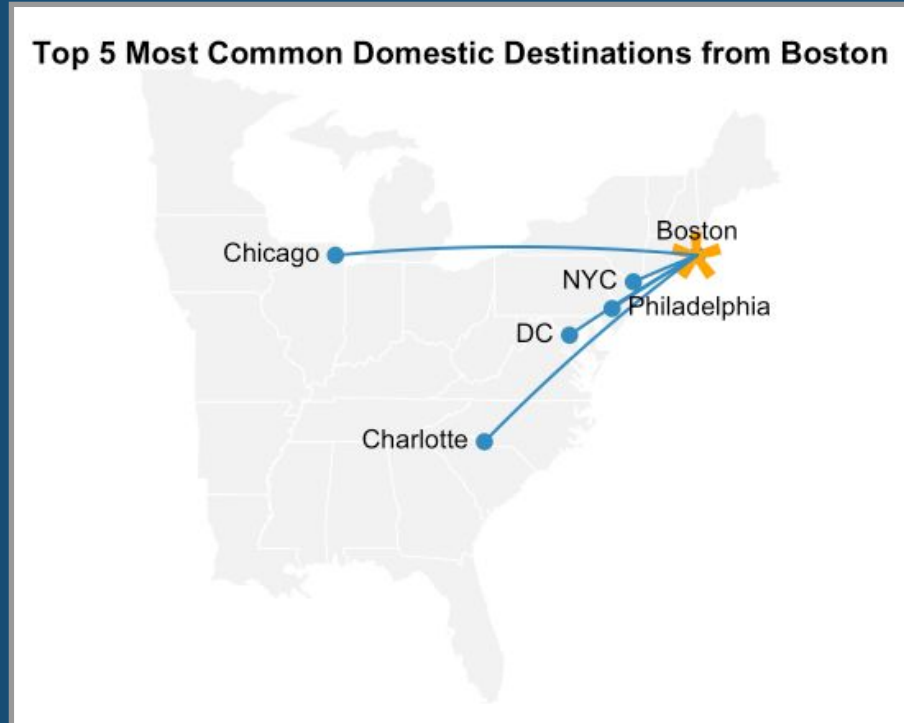 Top 5 Most Common Domestic Destinations from Boston
Boston
Chicago
NYC
Philadelphia
DC
Charlotte